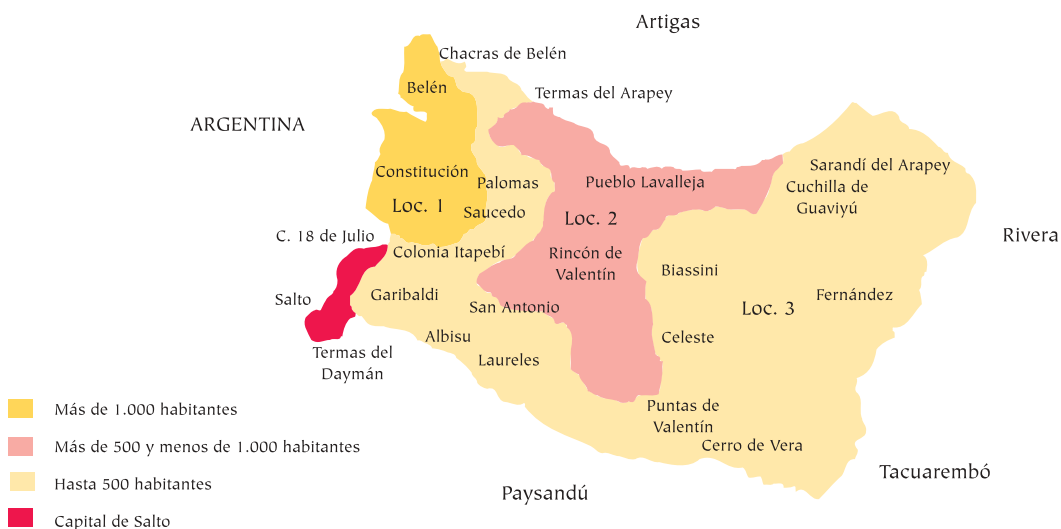 Artigas
Chacras de Belén
Belén
Termas del Arapey
ARGENTINA
Sarandí del Arapey
Constitución
Palomas
Pueblo Lavalleja
Cuchilla de
Guaviyú
Loc. 1
Saucedo
Loc. 2
C. 18 de Julio
Rivera
Colonia Itapebí
Rincón de
Valentín
Biassini
Salto
Garibaldi
San Antonio
Loc. 3
Fernández
Albisu
Celeste
Termas del
Daymán
Laureles
Puntas de
Valentín
Cerro de Vera
Tacuarembó
Paysandú
Más de 1.000 habitantes
Más de 500 y menos de 1.000 habitantes
Hasta 500 habitantes
Capital de Salto